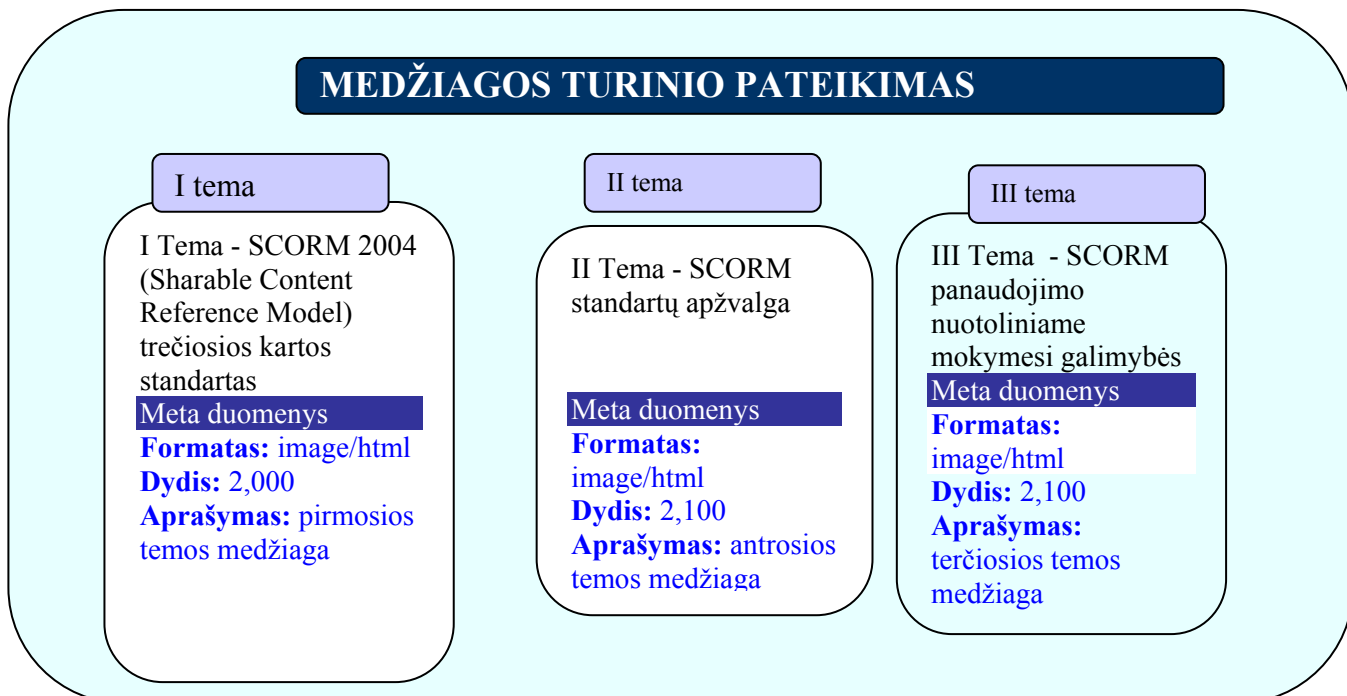 MEDŽIAGOS TURINIO PATEIKIMAS
I tema
I Tema - SCORM 2004
(Sharable Content
Reference Model)
trečiosios kartos
standartas
Meta duomenys
Formatas: image/html
Dydis: 2,000
Aprašymas: pirmosios
temos medžiaga
II tema
II Tema - SCORM
standartų apžvalga
Meta duomenys
Formatas:
image/html
Dydis: 2,100
Aprašymas: antrosios
temos medžiaga
III tema
III Tema - SCORM
panaudojimo
nuotoliniame
mokymesi galimybės
Meta duomenys
Formatas:
image/html
Dydis: 2,100
Aprašymas:
terčiosios temos
medžiaga